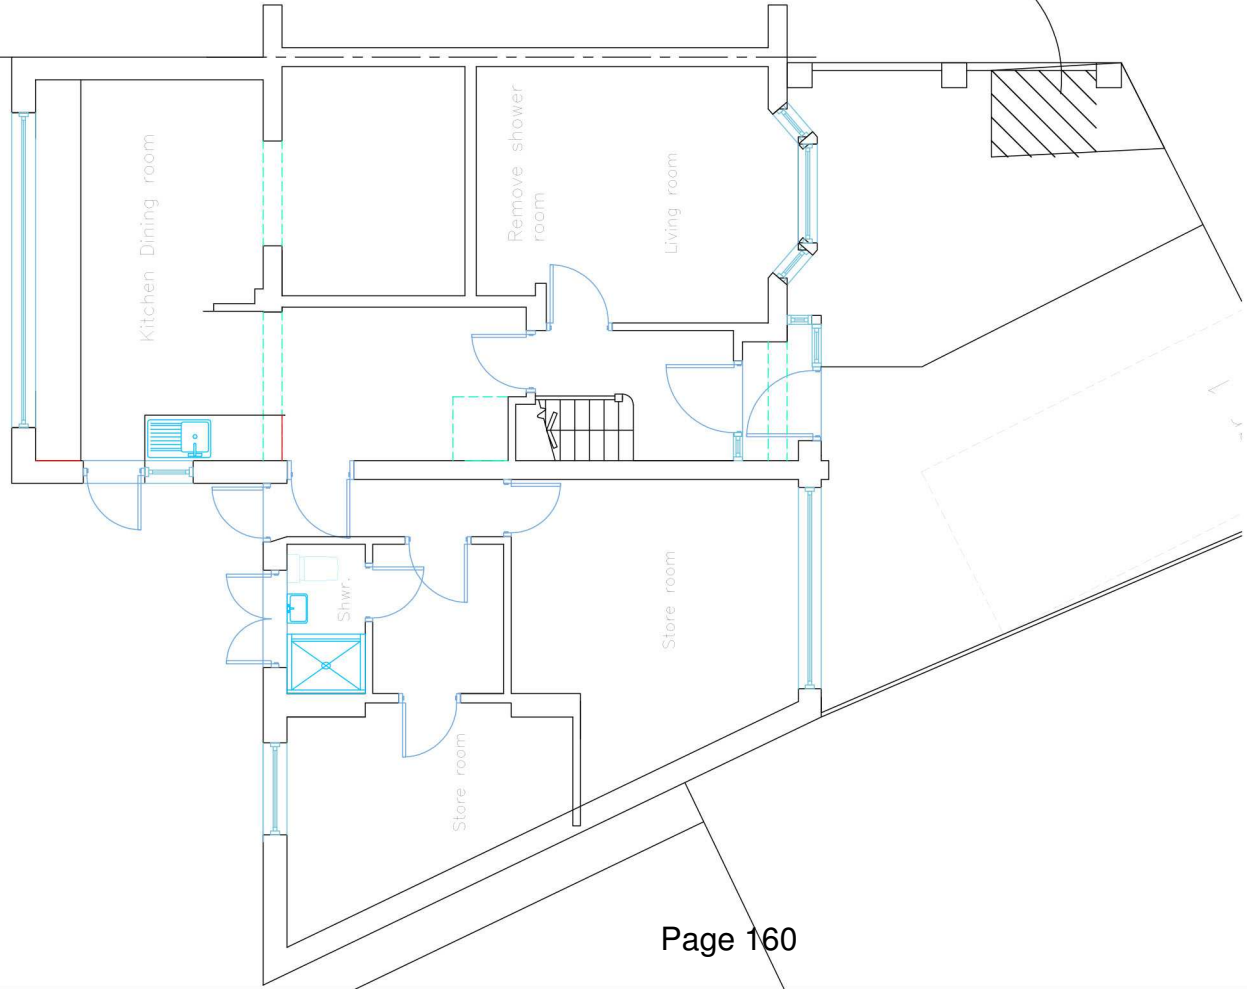 Kitchen Dining room
Remove shower
room
Living room
Shwr.
Store room
Store room
Page 160